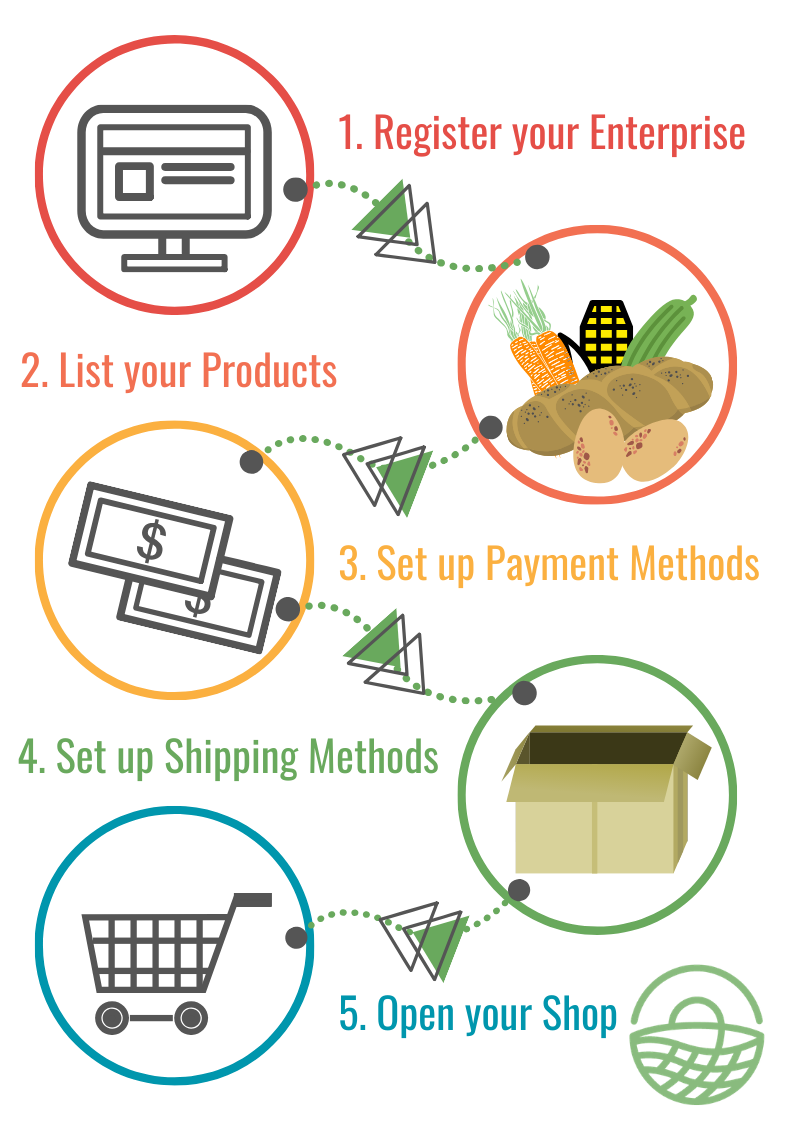 1. Register your Enterprise
2. List your Products
$
$
3. Set up Payment Methods
4. Set up Shipping Methods
5. Open your Shop